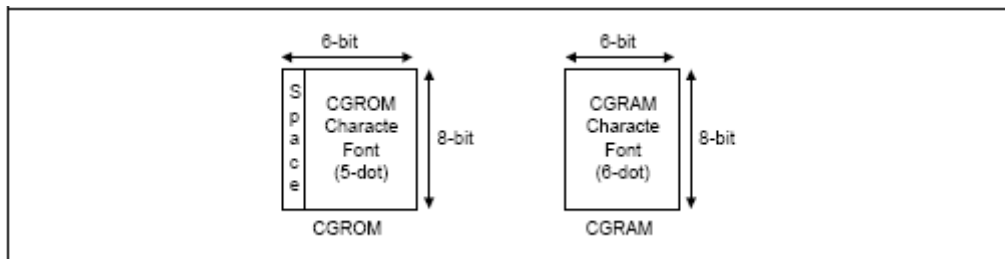 6-bit
Space
CGROM
Characte
Font
(5-dot)
8-bit
CGROM
6-bit
CGRAM
Characte
Font
(6-dot)
8-bit
CGRAM